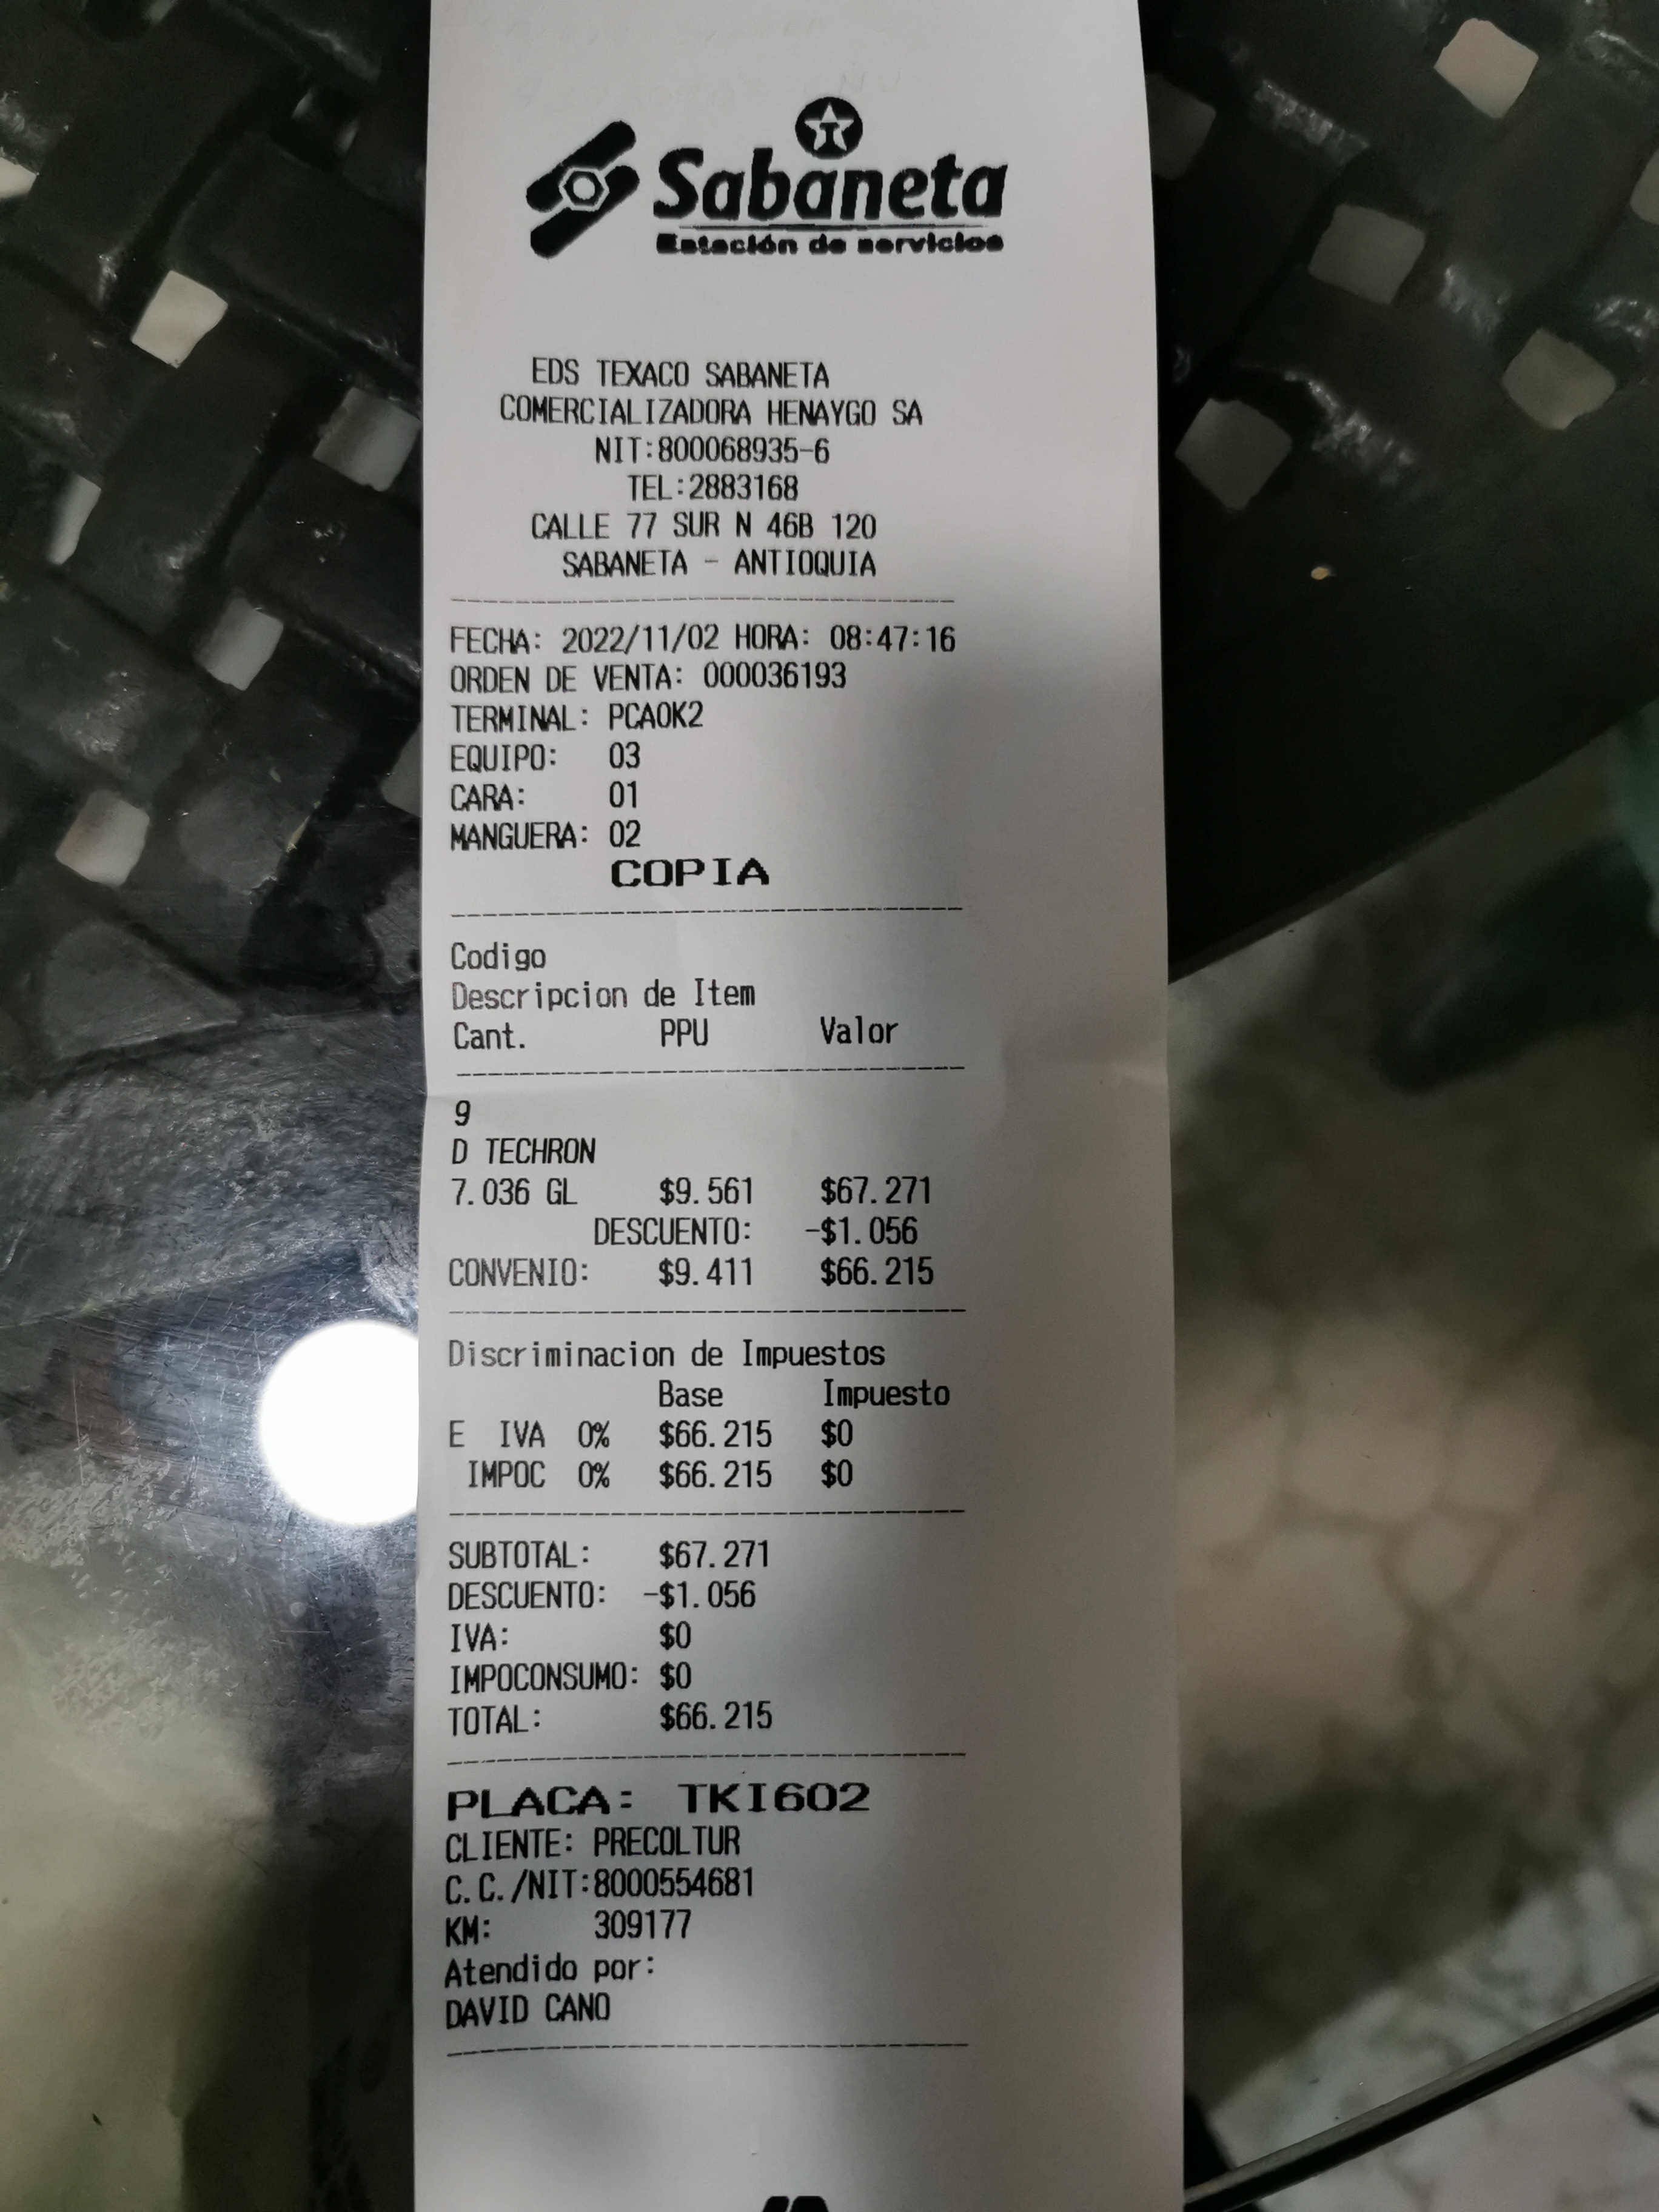 Sabaneta
Estación de servicios
EDS TEXACO SABANETA
COMERCIALIZADORA HENAYGO SA
NIT:800068935-6
TEL:2883168
CALLE 77 SUR N 46B 120
SABANETA - ANTIOQUIA
FECHA: 2022/11/02 HORA: 08:47:16
ORDEN DE VENTA: 000036193
TERMINAL: PCAOK2
EQUIPO: 03
CARA: 01
MANGUERA: 02
COPIA
Codigo
Descripcion de Item
Cant. PPU Valor
9
D TECHRON
7.036 GL $9.561 $67.271
DESCUENTO: -$1.056
CONVENIO: $9.411 $66.215
Discriminacion de Impuestos
Base Impuesto
E IVA 0% $66.215 $0
IMPOC 0% $66.215 $0
SUBTOTAL: $67.271
DESCUENTO: -$1.056
IVA: $0
IMPOCONSUMO: $0
TOTAL: $66.215
PLACA: TKI602
CLIENTE: PRECOLTUR
C.C./NIT:8000554681
KM: 309177
Atendido por:
DAVID CANO